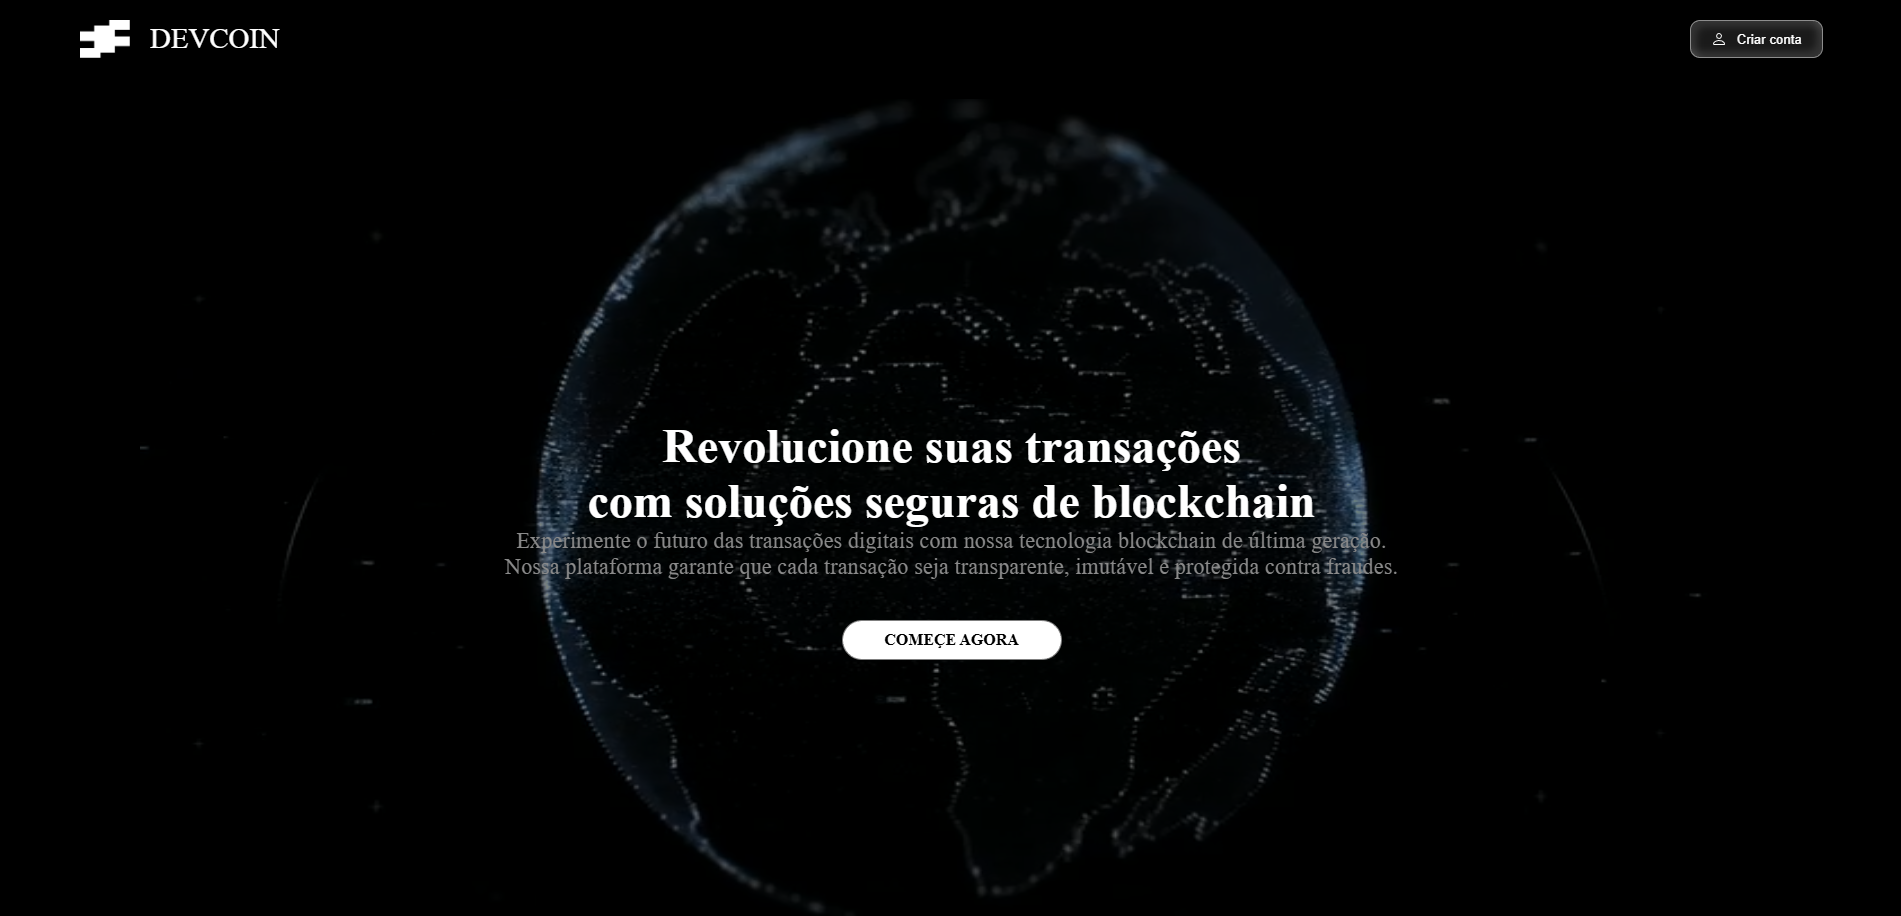 DEVCOIN
Criar conta
Revolucione suas transações
com soluções seguras de blockchain
Experimente o futuro das transações digitais com nossa tecnologia blockchain de última geração.
Nossa plataforma garante que cada transação seja transparente, imutável e protegida contra fraudes.
COMEÇE AGORA